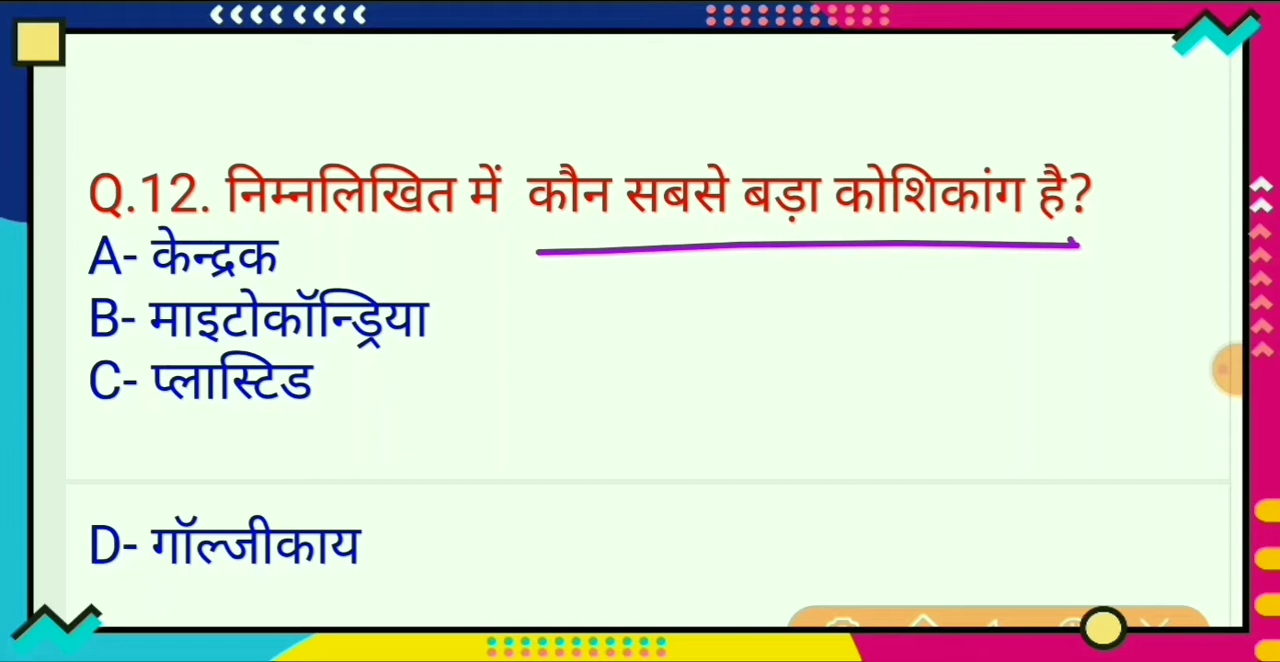 Q.12. निम्नलिखित में कौन सबसे बड़ा कोशिकांग है?
A- केन्द्रक
B- माइटोकॉन्ड्रिया
C- प्लास्टिड
D- गॉल्जीकाय